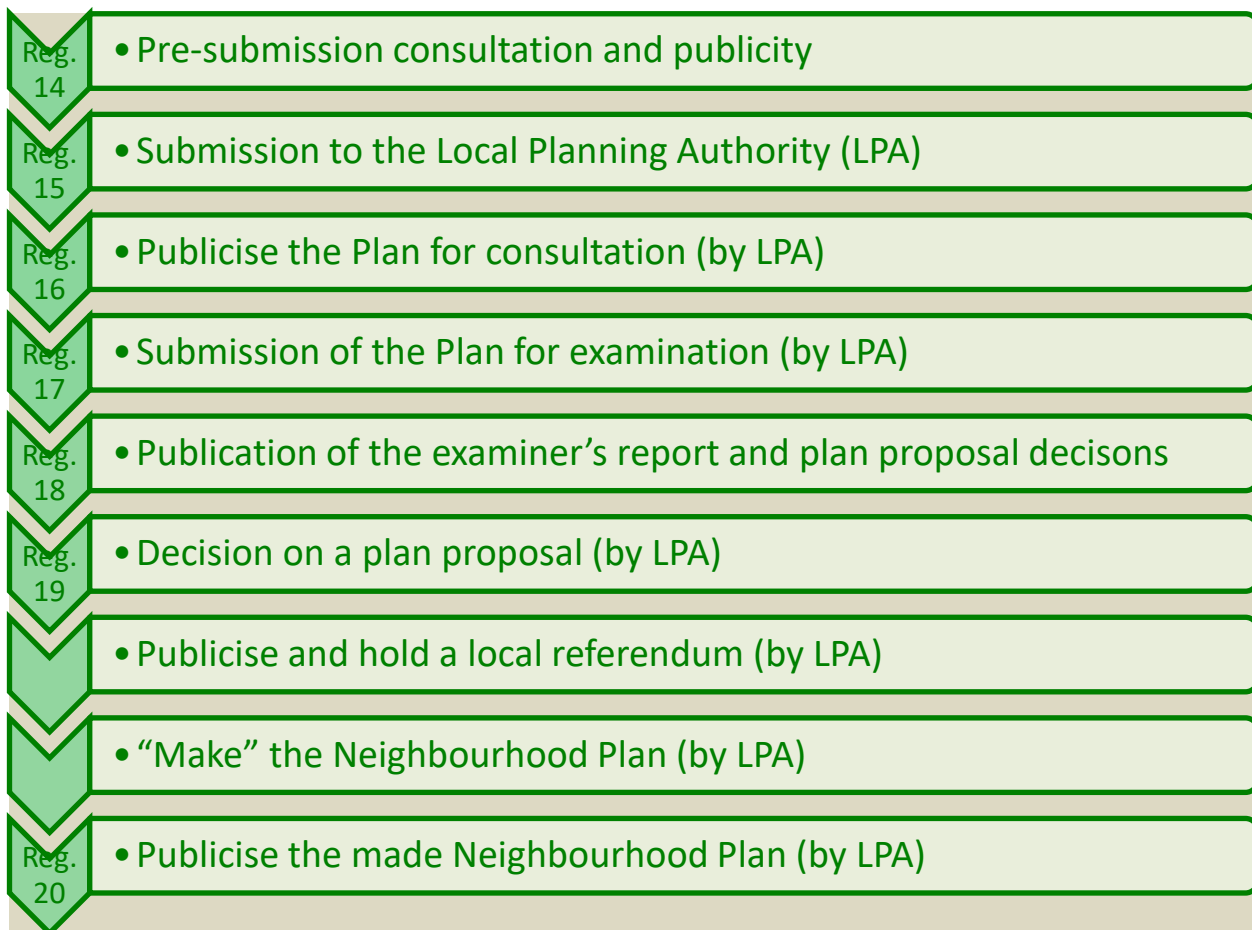 Reg.
14
• Pre-submission consultation and publicity
Reg.
15
• Submission to the Local Planning Authority (LPA)
Reg.
16
• Publicise the Plan for consultation (by LPA)
Reg.
17
• Submission of the Plan for examination (by LPA)
Reg.
18
• Publication of the examiner’s report and plan proposal decisons
Reg.
19
• Decision on a plan proposal (by LPA)
• Publicise and hold a local referendum (by LPA)
• “Make” the Neighbourhood Plan (by LPA)
Reg.
20
• Publicise the made Neighbourhood Plan (by LPA)